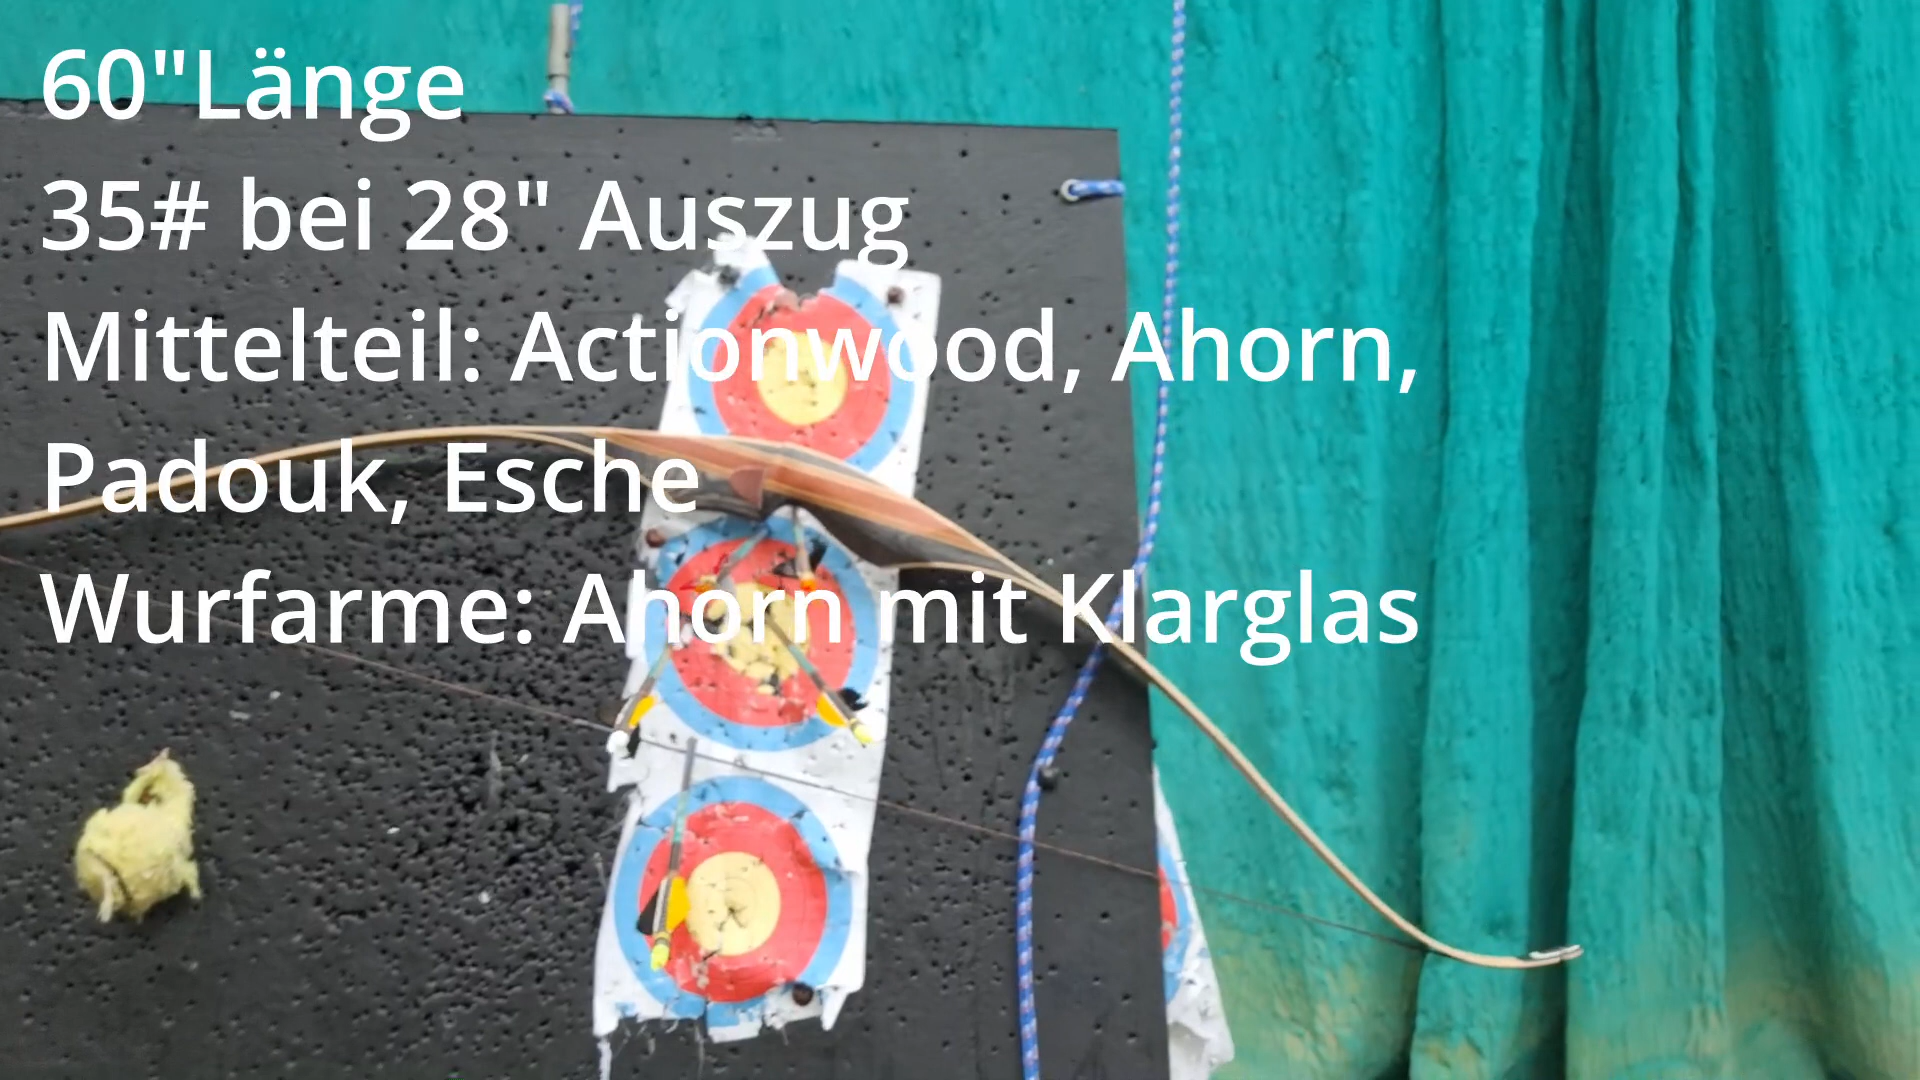 60"Länge
35# bei 28" Auszug
Mittelteil: Actionwood, Ahorn,
Padouk, Esche
Wurfarme: Ahorn mit Klarglas